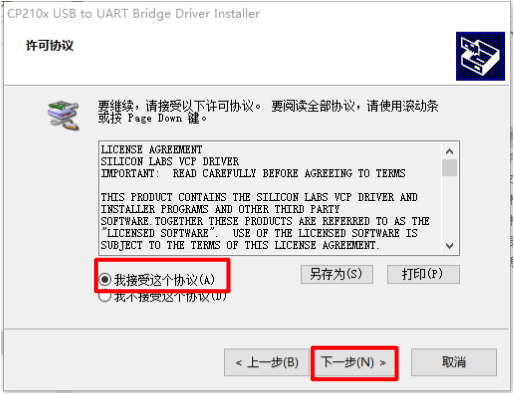 CP210x USB to UART Bridge Driver Installer
许可协议
要继续，请接受以下许可协议。 要阅读全部协议，请使用滚动条
或按 Page Down 键。
LICENSE AGREEMENT
SILICON LABS VCP DRIVER
IMPORTANT:  READ CAREFULLY BEFORE AGREEING TO TERMS
THIS PRODUCT CONTAINS THE SILICON LABS VCP DRIVER AND
INSTALLER PROGRAMS AND OTHER THIRD PARTY
SOFTWARE.TOGETHER THESE PRODUCTS ARE REFERRED TO AS THE
"LICENSED SOFTWARE".  USE OF THE LICENSED SOFTWARE IS
SUBJECT TO THE TERMS OF THIS LICENSE AGREEMENT.
我接受这个协议(A) 另存为(S) 打印(P)
我不接受这个协议(D)
< 上一步(B) 下一步(N) > 取消